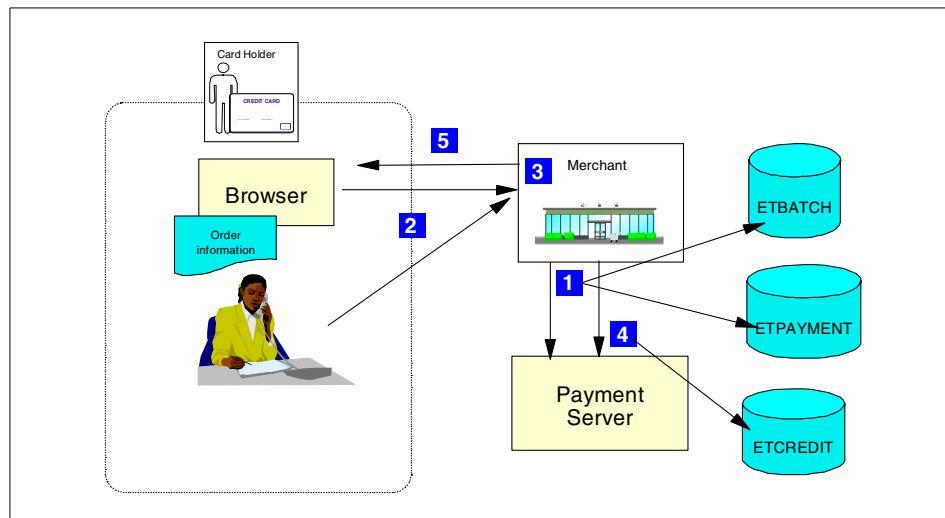 Card Holder
CREDIT CARD
5
3
Merchant
Browser
2
ETBATCH
Order
information
1
ETPAYMENT
4
Payment
Server
ETCREDIT